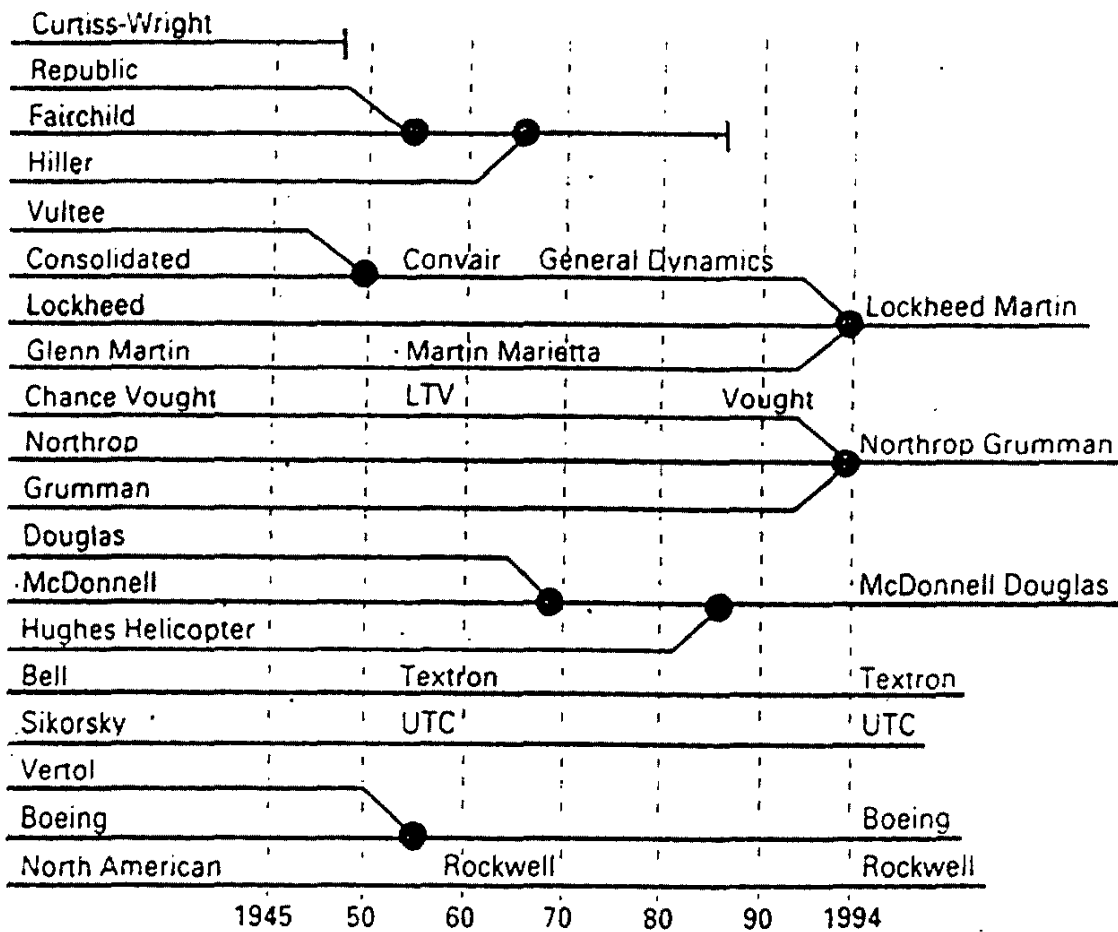 Curtiss-Wright
Republic
Fairchild
Hiller
Vultee
Consolidated Convair General Dynamics
Lockheed Lockheed Martin
Glenn Martin Martin Marietta
Chance Vought LTV Vought
Northrop Northrop Grumman
Grumman
Douglas
McDonnell McDonnell Douglas
Hughes Helicopter
Bell Textron Textron
Sikorsky UTC UTC
Vertol
Boeing Boeing
North American Rockwell Rockwell
1945 50 60 70 80 90 1994